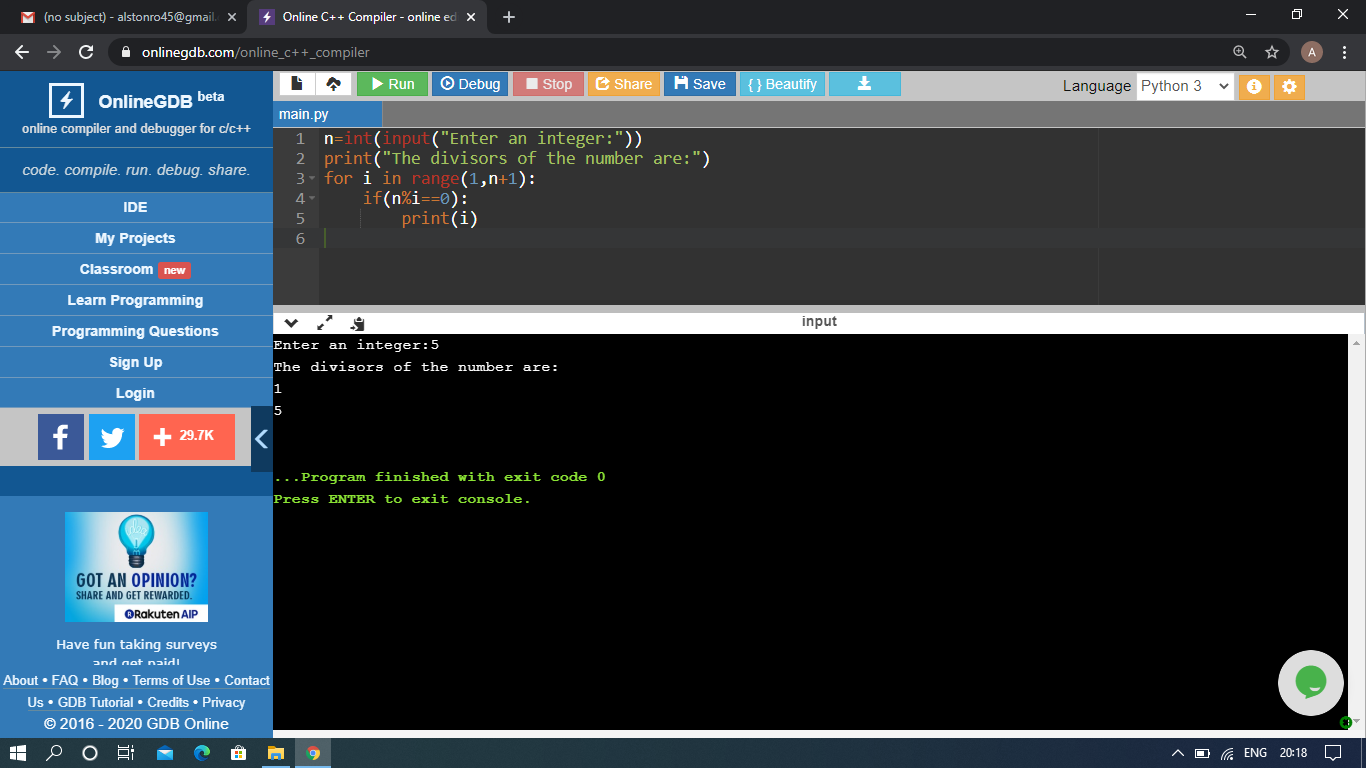 (no subject) - alstonro45@gmail.
Online C++ Compiler - online ed
onlinegdb.com/online_c++_compiler
A
OnlineGDB beta
online compiler and debugger for c/c++
code. compile. run. debug. share.
IDE
My Projects
Classroom new
Learn Programming
Programming Questions
Sign Up
Login
f
29.7K
GOT AN OPINION?
SHARE AND GET REWARDED.
Rakuten AIP
Have fun taking surveys
and get paid!
About • FAQ • Blog • Terms of Use • Contact
Us • GDB Tutorial • Credits • Privacy
© 2016 - 2020 GDB Online
Run Debug Stop Share Save { } Beautify
Language Python 3
main.py
1 n=int(input("Enter an integer:"))
2 print("The divisors of the number are:")
3 for i in range(1,n+1):
4 if(n%i==0):
5 print(i)
6
input
Enter an integer:5
The divisors of the number are:
1
5
...Program finished with exit code 0
Press ENTER to exit console.
ENG 20:18